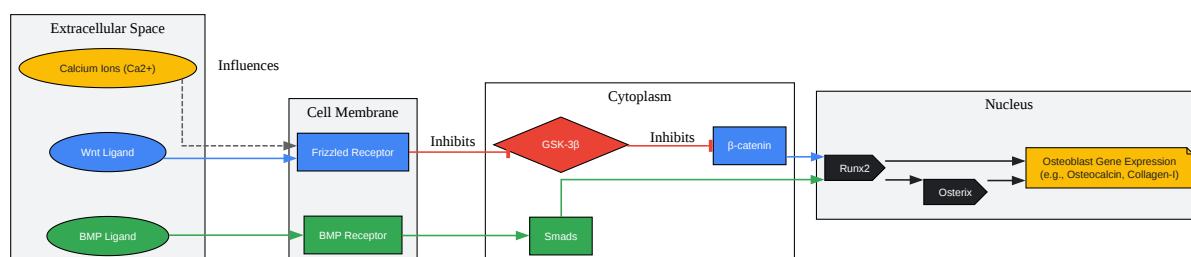 Extracellular Space
Calcium Ions (Ca2+)
Influences
Wnt Ligand
BMP Ligand
Cell Membrane
Frizzled Receptor
BMP Receptor
Inhibits
Cytoplasm
GSK-3β
Inhibits
β-catenin
Smads
Nucleus
Runx2
Osterix
Osteoblast Gene Expression
(e.g., Osteocalcin, Collagen-I)